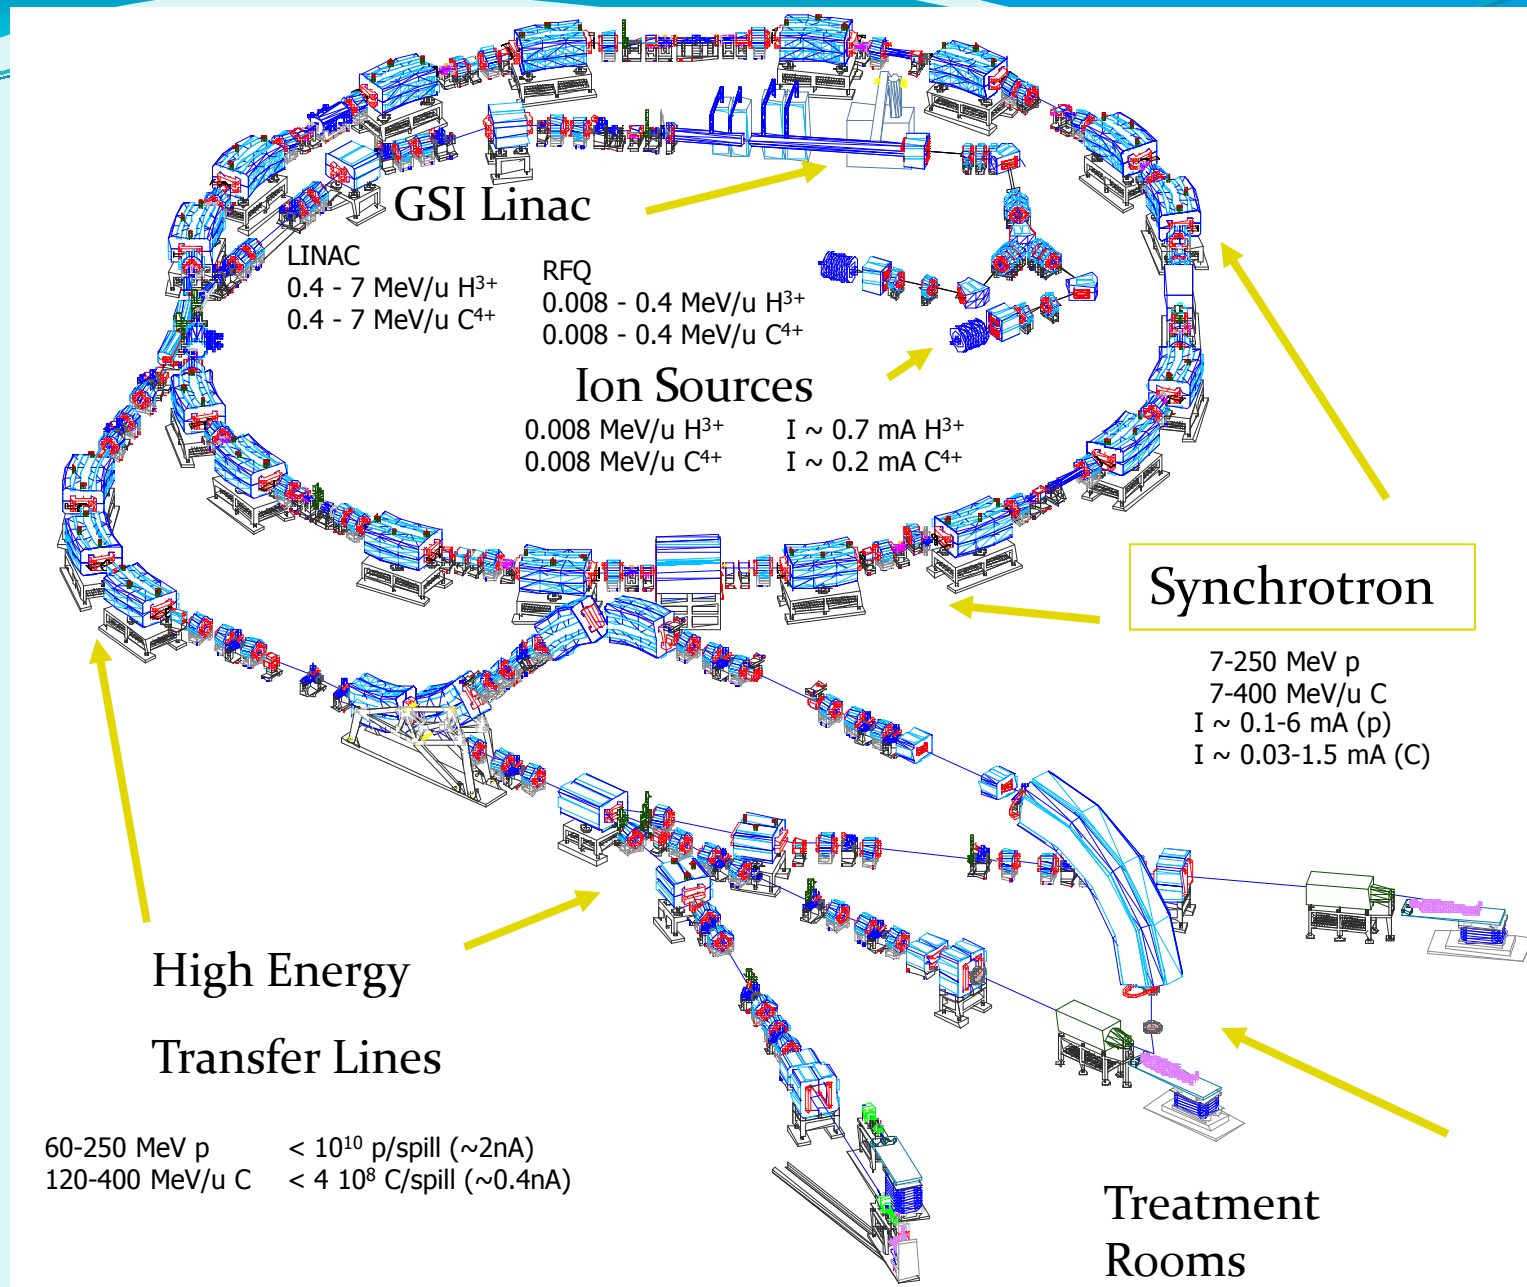 GSI Linac
LINAC
0.4 - 7 MeV/u H³⁺
0.4 - 7 MeV/u C⁴⁺
RFQ
0.008 - 0.4 MeV/u H³⁺
0.008 - 0.4 MeV/u C⁴⁺
Ion Sources
0.008 MeV/u H³⁺ I ~ 0.7 mA H³⁺
0.008 MeV/u C⁴⁺ I ~ 0.2 mA C⁴⁺
Synchrotron
7-250 MeV p
7-400 MeV/u C
I ~ 0.1-6 mA (p)
I ~ 0.03-1.5 mA (C)
High Energy
Transfer Lines
60-250 MeV p < 10¹⁰ p/spill (~2nA)
120-400 MeV/u C < 4 10⁸ C/spill (~0.4nA)
Treatment
Rooms